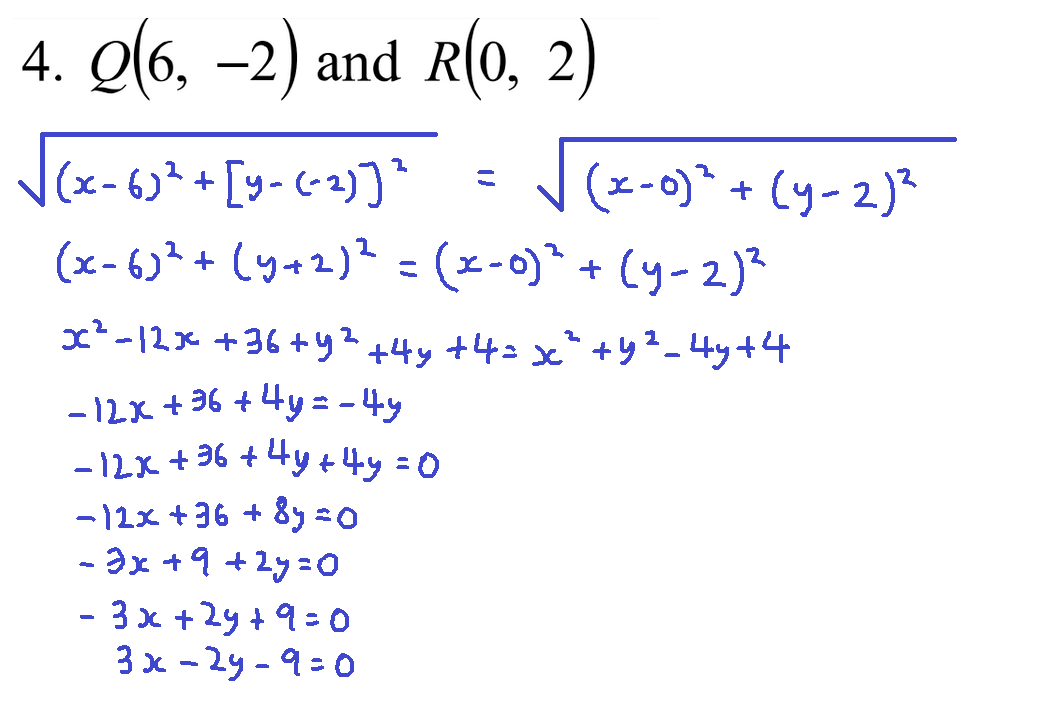 4. Q(6, −2) and R(0, 2)
√((x-6)² + [y-(-2)]²) = √((x-0)² + (y-2)²)
(x-6)² + (y+2)² = (x-0)² + (y-2)²
x² -12x +36 + y² +4y +4 = x² + y² - 4y +4
-12x +36 +4y = -4y
-12x +36 +4y +4y = 0
-12x +36 + 8y = 0
-3x +9 +2y = 0
-3x +2y +9 = 0
3x -2y -9 = 0